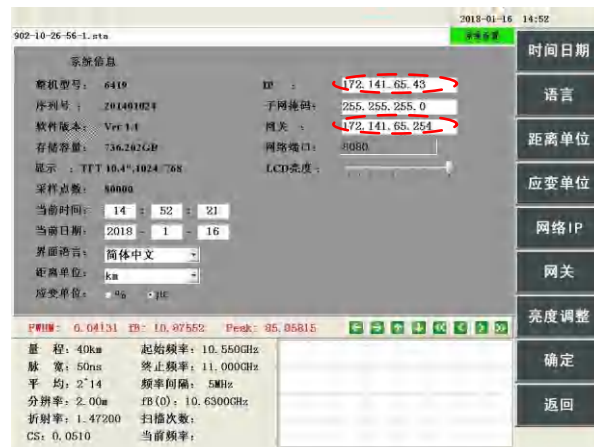 2018-01-16 14:52
902-10-26-56-1.sta
系统信息
整机型号： 6419
IP ： 172. 141. 65. 43
序列号 ： 201401024
子网掩码： 255. 255. 255. 0
软件版本： Ver 1.1
网关 ： 172. 141. 65. 254
存储容量： 736.202GB
网络端口： 8080
显示 ： TFT 10.4",1024*768
LCD亮度：
采样点数： 80000
当前时间： 14 : 52 : 21
当前日期： 2018 - 1 - 16
界面语言： 简体中文
距离单位： km
应变单位： % με
FWHM： 0.04131 fB： 10.87552 Peak： 85.05815
量 程：40km 起始频率：10.550GHz
脉 宽：50ns 终止频率：11.000GHz
平 均：2^14 频率间隔： 5MHz
分辨率：2.00m fB(0)：10.6300GHz
折射率：1.47200 扫描次数：
CS：0.0510 当前频率：
时间日期
语言
距离单位
应变单位
网络IP
网关
亮度调整
确定
返回